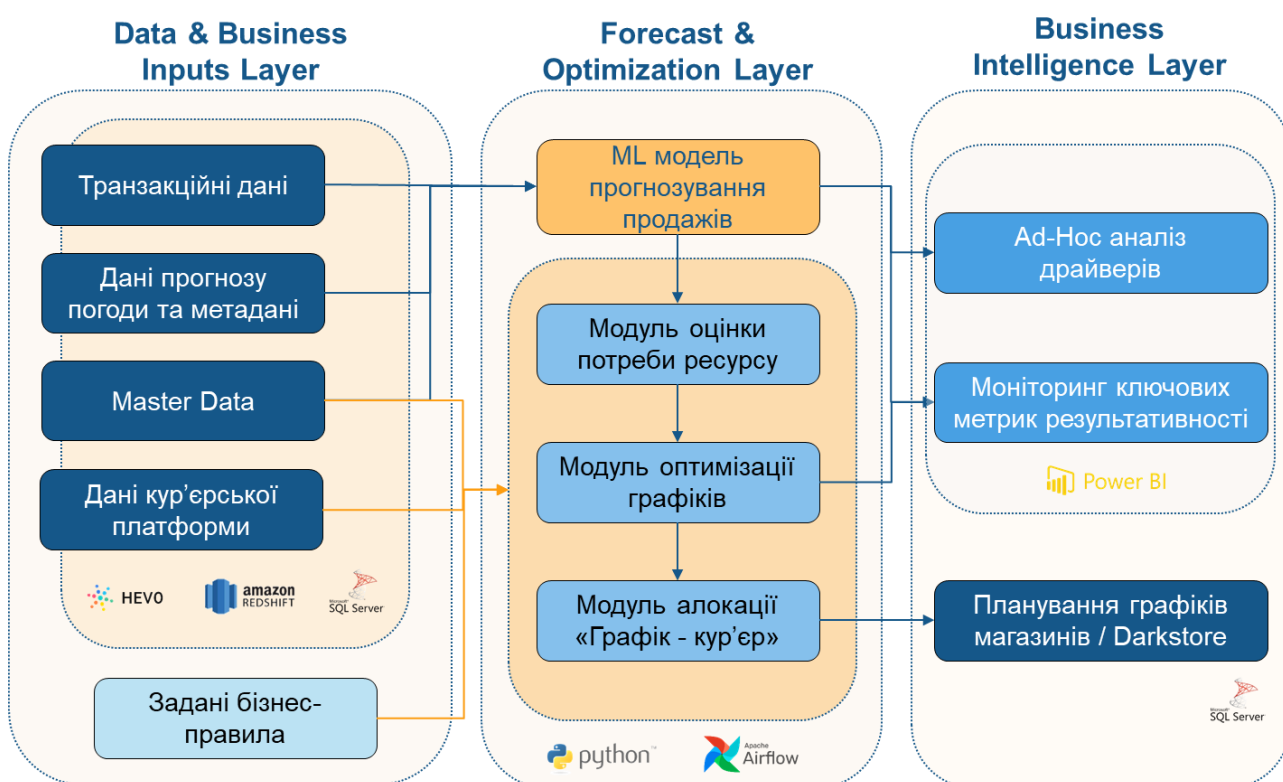 Data & Business
Inputs Layer
Транзакційні дані
Дані прогнозу
погоди та метадані
Master Data
Дані кур’єрської
платформи
HEVO
amazon
REDSHIFT
Microsoft
SQL Server
Задані бізнес-
правила
Forecast &
Optimization Layer
ML модель
прогнозування
продажів
Модуль оцінки
потреби ресурсу
Модуль оптимізації
графіків
Модуль алокації
«Графік - кур’єр»
python™
Apache
Airflow
Business
Intelligence Layer
Ad-Hoc аналіз
драйверів
Моніторинг ключових
метрик результативності
Power BI
Планування графіків
магазинів / Darkstore
Microsoft
SQL Server